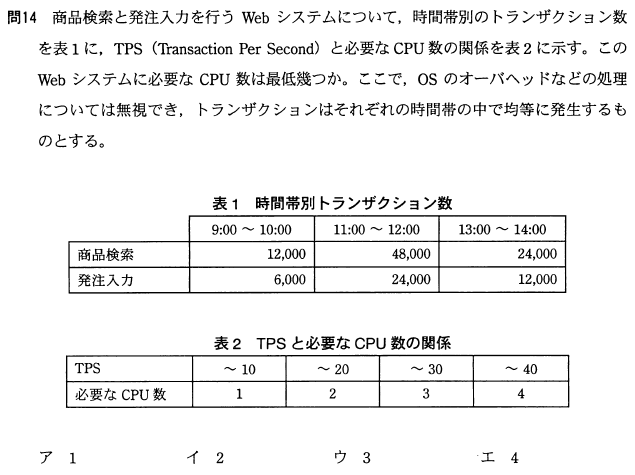 問14 商品検索と発注入力を行う Web システムについて，時間帯別のトランザクション数
を表1に，TPS（Transaction Per Second）と必要な CPU 数の関係を表2に示す。この
Web システムに必要な CPU 数は最低幾つか。ここで，OS のオーバヘッドなどの処理
については無視でき，トランザクションはそれぞれの時間帯の中で均等に発生するも
のとする。
表1 時間帯別トランザクション数
9:00 ～ 10:00 11:00 ～ 12:00 13:00 ～ 14:00
商品検索 12,000 48,000 24,000
発注入力 6,000 24,000 12,000
表2 TPS と必要な CPU 数の関係
TPS ～ 10 ～ 20 ～ 30 ～ 40
必要な CPU 数 1 2 3 4
ア 1 イ 2 ウ 3 エ 4